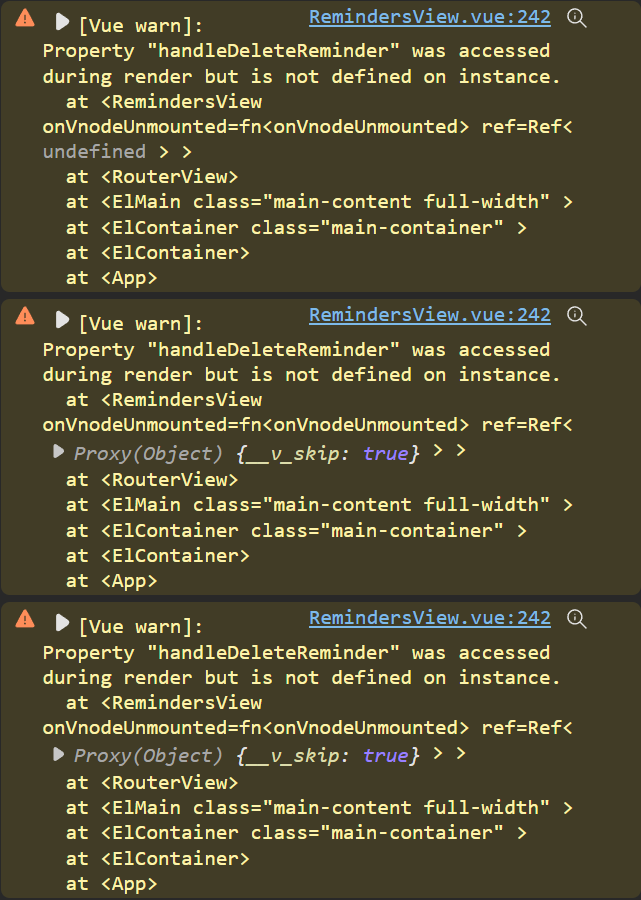 [Vue warn]: RemindersView.vue:242
Property "handleDeleteReminder" was accessed
during render but is not defined on instance.
at <RemindersView
onVnodeUnmounted=fn<onVnodeUnmounted> ref=Ref<
undefined > >
at <RouterView>
at <ElMain class="main-content full-width" >
at <ElContainer class="main-container" >
at <ElContainer>
at <App>
[Vue warn]: RemindersView.vue:242
Property "handleDeleteReminder" was accessed
during render but is not defined on instance.
at <RemindersView
onVnodeUnmounted=fn<onVnodeUnmounted> ref=Ref<
Proxy(Object) {__v_skip: true} > >
at <RouterView>
at <ElMain class="main-content full-width" >
at <ElContainer class="main-container" >
at <ElContainer>
at <App>
[Vue warn]: RemindersView.vue:242
Property "handleDeleteReminder" was accessed
during render but is not defined on instance.
at <RemindersView
onVnodeUnmounted=fn<onVnodeUnmounted> ref=Ref<
Proxy(Object) {__v_skip: true} > >
at <RouterView>
at <ElMain class="main-content full-width" >
at <ElContainer class="main-container" >
at <ElContainer>
at <App>